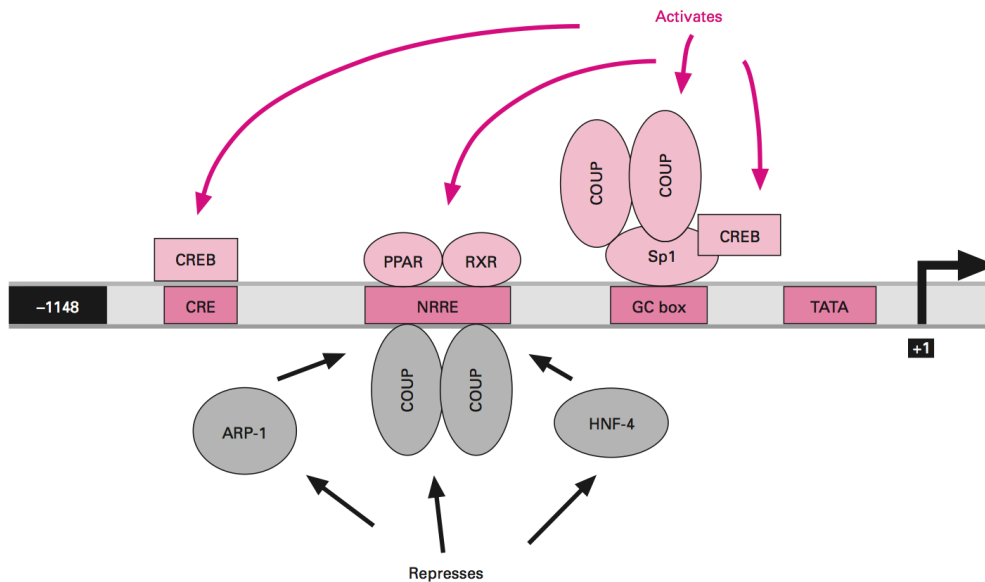 Activates
COUP
COUP
CREB
PPAR
RXR
Sp1
CREB
–1148
CRE
NRRE
GC box
TATA
+1
COUP
COUP
ARP-1
HNF-4
Represses